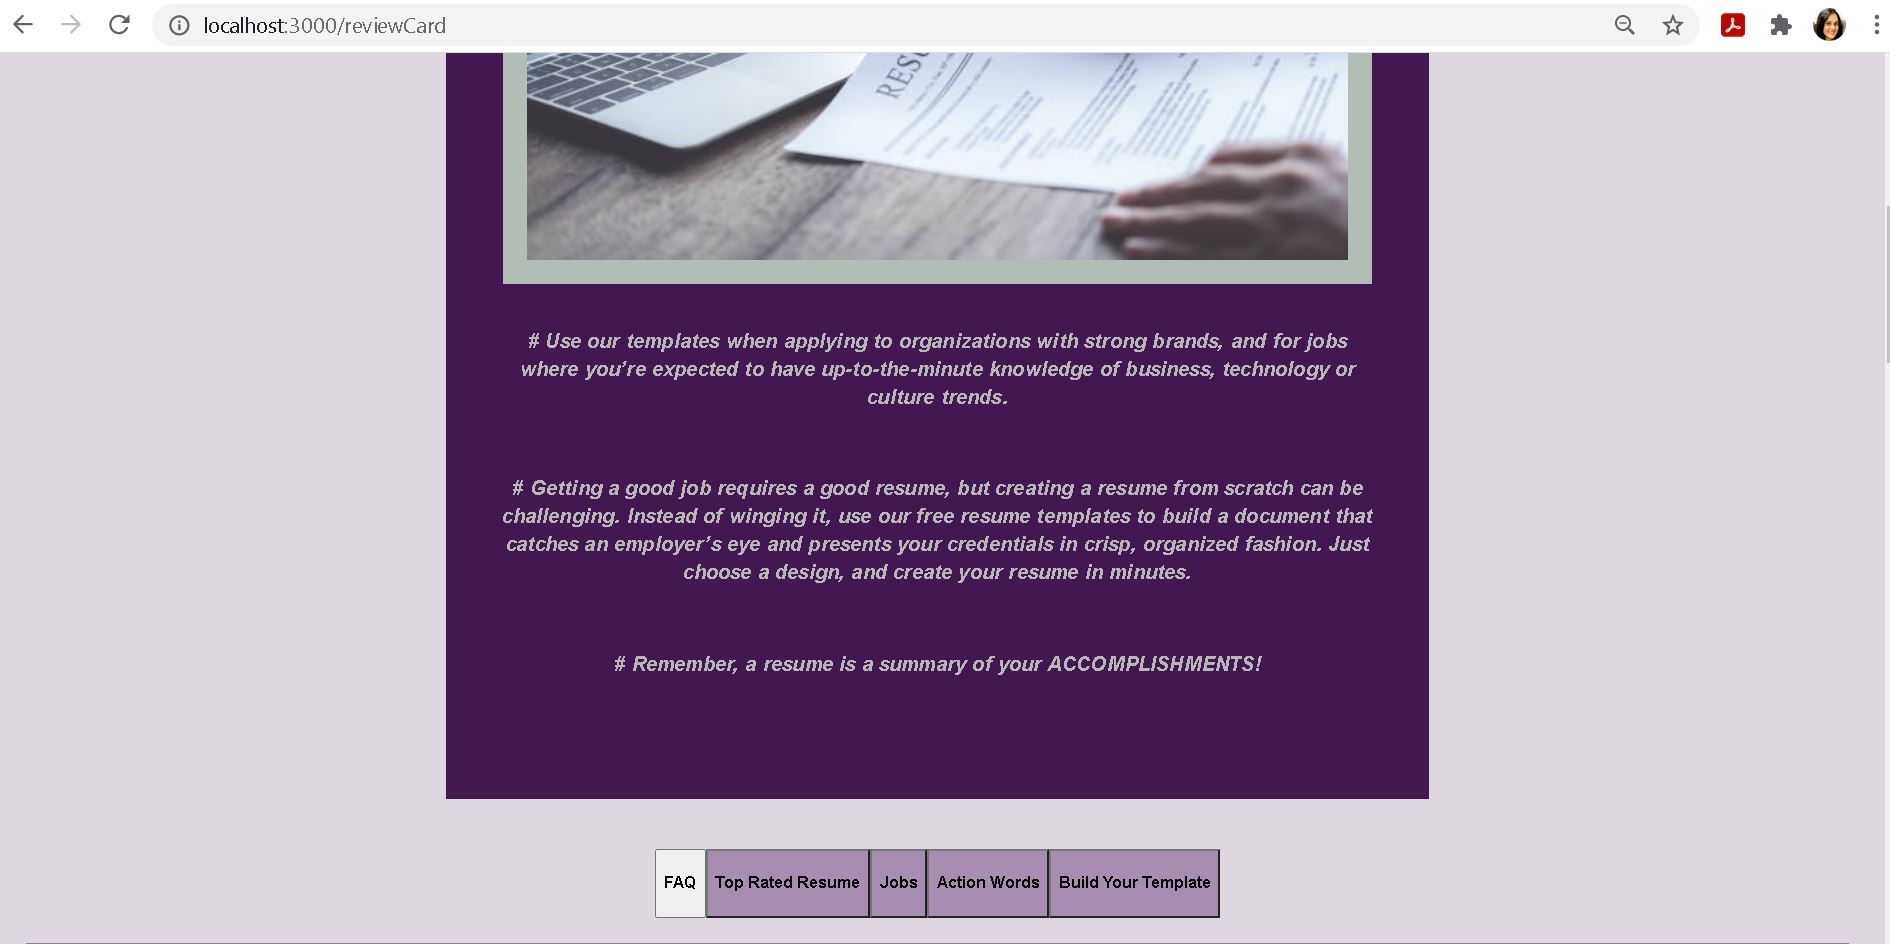 localhost:3000/reviewCard
RESU
# Use our templates when applying to organizations with strong brands, and for jobs
where you’re expected to have up-to-the-minute knowledge of business, technology or
culture trends.
# Getting a good job requires a good resume, but creating a resume from scratch can be
challenging. Instead of winging it, use our free resume templates to build a document that
catches an employer’s eye and presents your credentials in crisp, organized fashion. Just
choose a design, and create your resume in minutes.
# Remember, a resume is a summary of your ACCOMPLISHMENTS!
FAQ Top Rated Resume Jobs Action Words Build Your Template